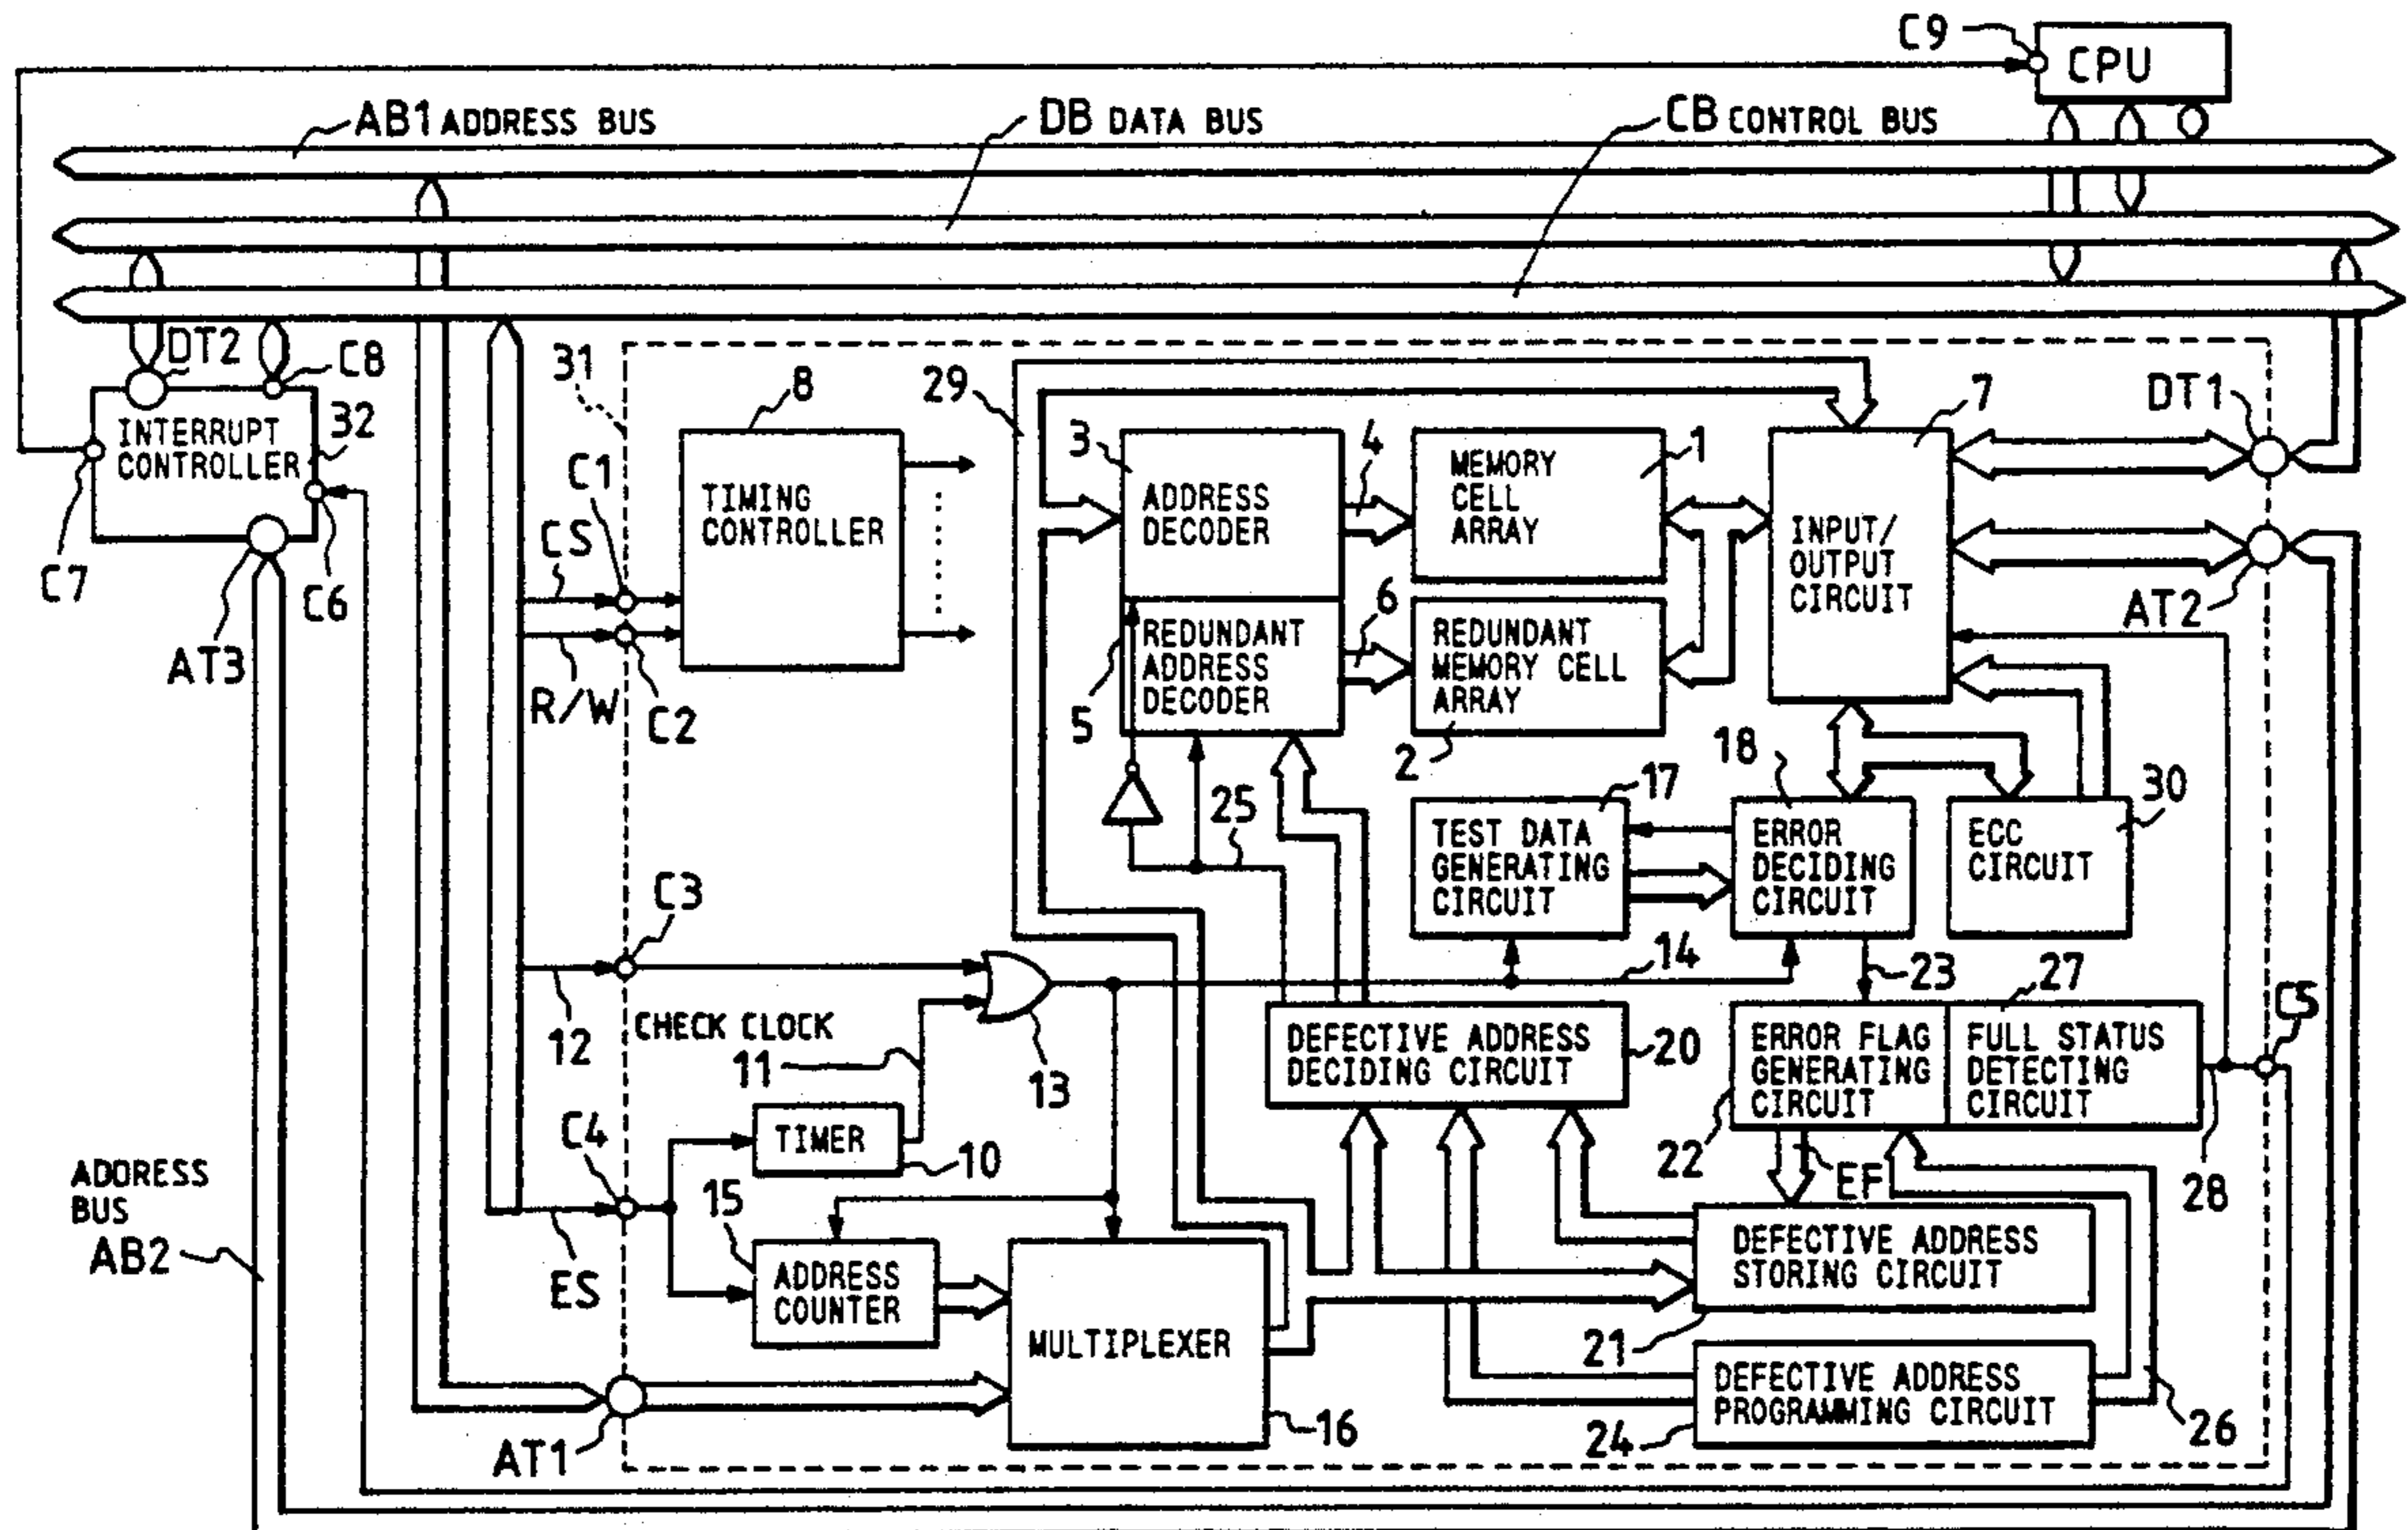 C9
CPU
AB1 ADDRESS BUS
DB DATA BUS
CB CONTROL BUS
DT2
C8
31
8
29
7
DT1
INTERRUPT
CONTROLLER
32
C7
C6
AT3
CS
C1
R/W
C2
TIMING
CONTROLLER
3
ADDRESS
DECODER
4
MEMORY
CELL
ARRAY
1
INPUT/
OUTPUT
CIRCUIT
AT2
5
REDUNDANT
ADDRESS
DECODER
6
REDUNDANT
MEMORY CELL
ARRAY
2
18
17
25
TEST DATA
GENERATING
CIRCUIT
ERROR
DECIDING
CIRCUIT
ECC
CIRCUIT
30
C3
12
CHECK CLOCK
11
13
14
23
27
C5
DEFECTIVE ADDRESS
DECIDING CIRCUIT
20
ERROR FLAG
GENERATING
CIRCUIT
FULL STATUS
DETECTING
CIRCUIT
22
EF
28
C4
TIMER
10
ADDRESS
BUS
AB2
ES
15
ADDRESS
COUNTER
MULTIPLEXER
16
AT1
DEFECTIVE ADDRESS
STORING CIRCUIT
21
DEFECTIVE ADDRESS
PROGRAMMING CIRCUIT
24
26